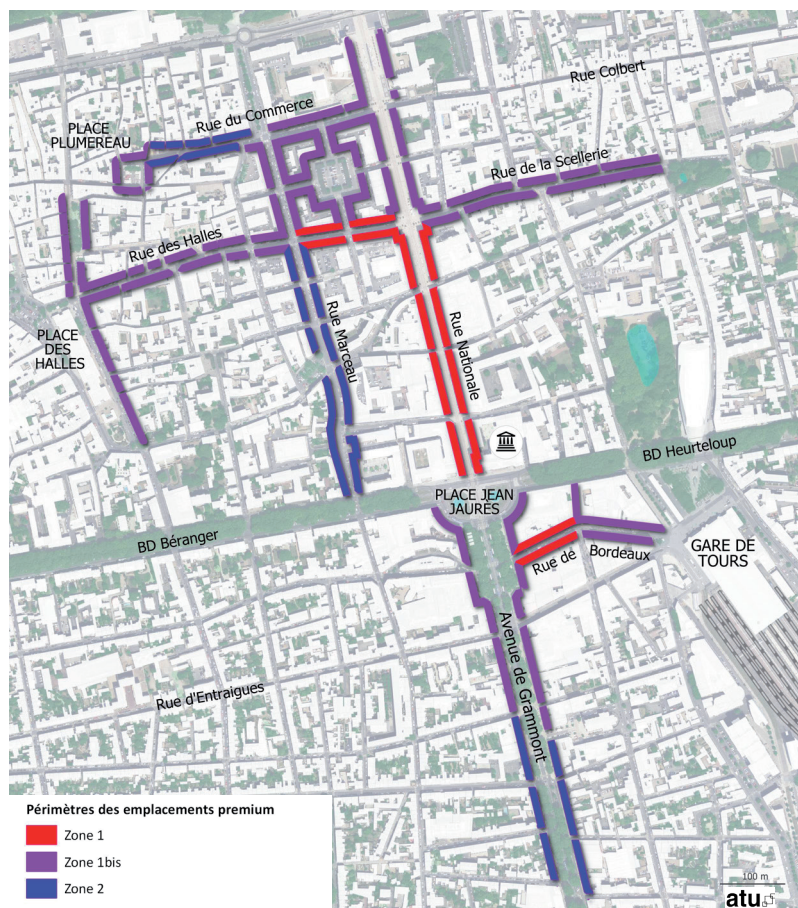 Rue Colbert
Rue du Commerce
PLACE
PLUMEREAU
Rue de la Scellerie
Rue des Halles
Rue Marceau
Rue Nationale
PLACE
DES
HALLES
BD Heurteloup
PLACE JEAN
JAURÈS
BD Béranger
Rue de Bordeaux
GARE DE
TOURS
Avenue de Grammont
Rue d'Entraigues
Périmètres des emplacements premium
Zone 1
Zone 1bis
Zone 2
100 m
atu